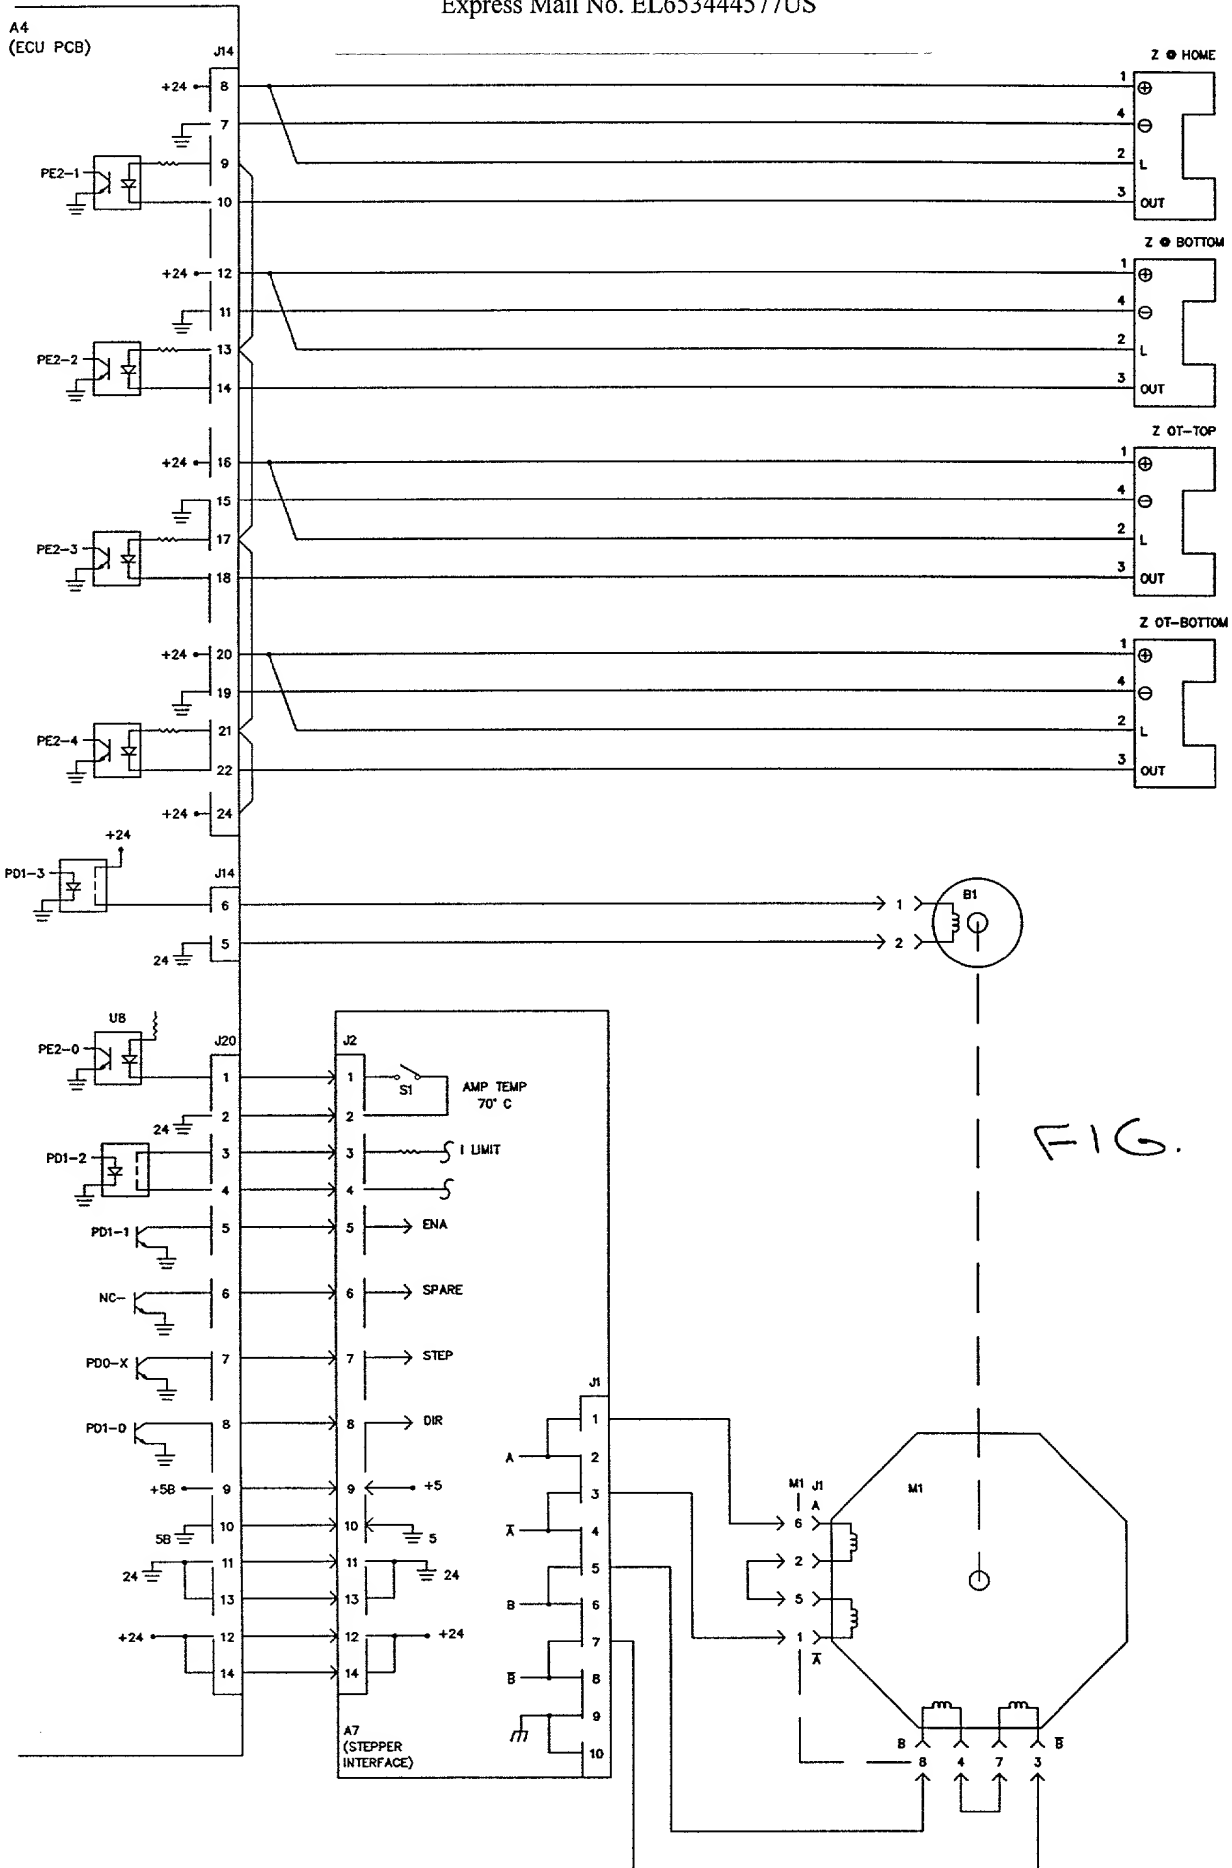 Express Mail No. EL653444577US
A4
(ECU PCB)
J14
Z @ HOME
+24 8 1 ⊕
7 4 ⊖
PE2-1 9 2 L
10 3 OUT
Z @ BOTTOM
+24 12 1 ⊕
11 4 ⊖
PE2-2 13 2 L
14 3 OUT
Z OT-TOP
+24 16 1 ⊕
15 4 ⊖
PE2-3 17 2 L
18 3 OUT
Z OT-BOTTOM
+24 20 1 ⊕
19 4 ⊖
PE2-4 21 2 L
22 3 OUT
+24 24
+24
PD1-3 J14
6 1 B1
24 5 2
U8
PE2-0 J20 J2
1 1 S1 AMP TEMP
70° C
24 2 2
PD1-2 3 3 I LIMIT
4 4
PD1-1 5 5 ENA
NC- 6 6 SPARE
PD0-X 7 7 STEP
PD1-0 8 8 DIR
+5B 9 9 +5
5B 10 10 5
24 11 11 24
13 13
+24 12 12 +24
14 14
A7
(STEPPER
INTERFACE)
J1
1
A 2
3
A̅ 4
5
B 6
7
B̅ 8
9
10
FIG.
M1 J1
A
6
2
5
1
A̅
M1
B B̅
8 4 7 3